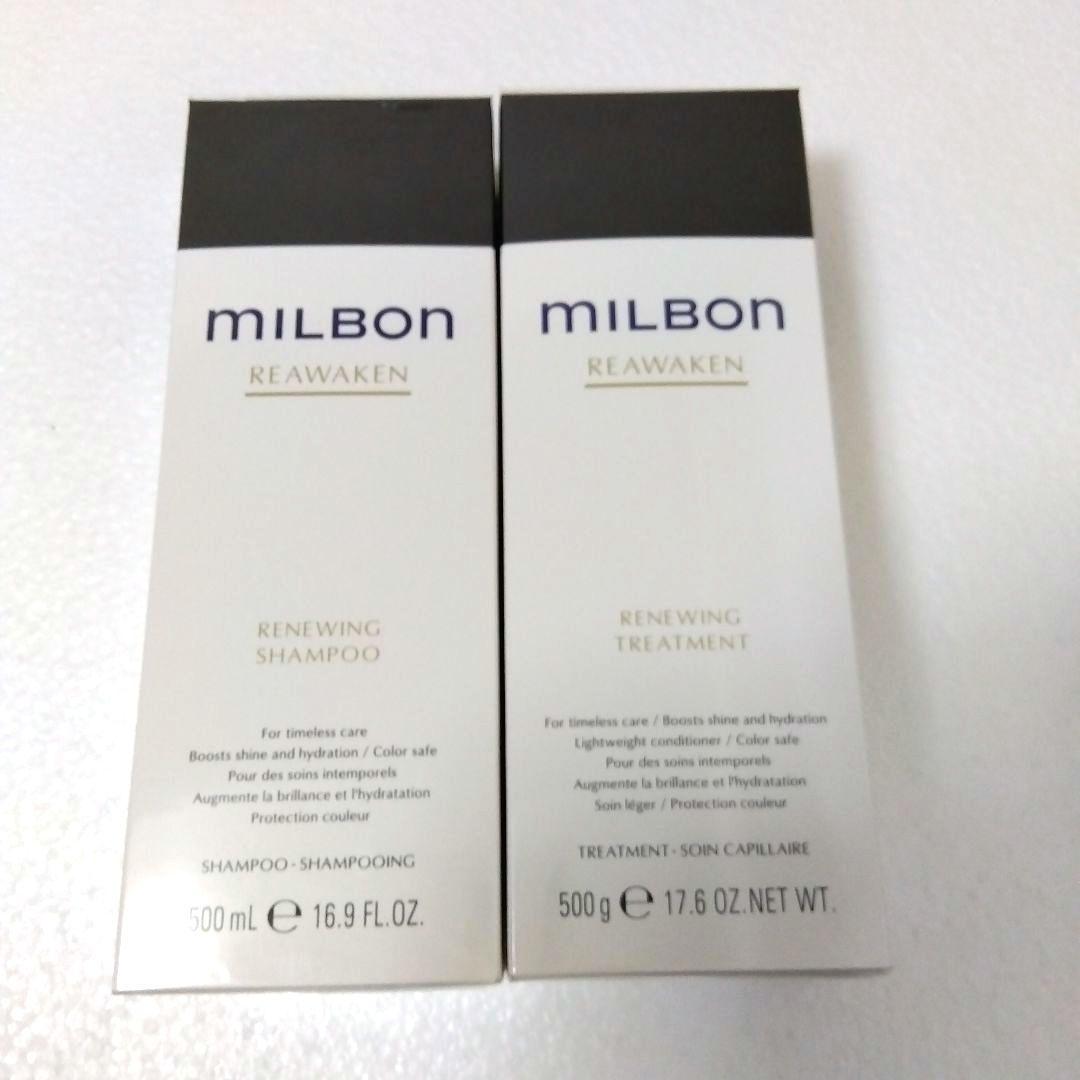 mILBon
REAWAKEN
RENEWING
SHAMPOO
For timeless care
Boosts shine and hydration / Color safe
Pour des soins intemporels
Augmente la brillance et l'hydratation
Protection couleur
SHAMPOO - SHAMPOOING
500 mL ℮ 16.9 FL.OZ.
mILBon
REAWAKEN
RENEWING
TREATMENT
For timeless care / Boosts shine and hydration
Lightweight conditioner / Color safe
Pour des soins intemporels
Augmente la brillance et l'hydratation
Soin léger / Protection couleur
TREATMENT - SOIN CAPILLAIRE
500 g ℮ 17.6 OZ.NET WT.